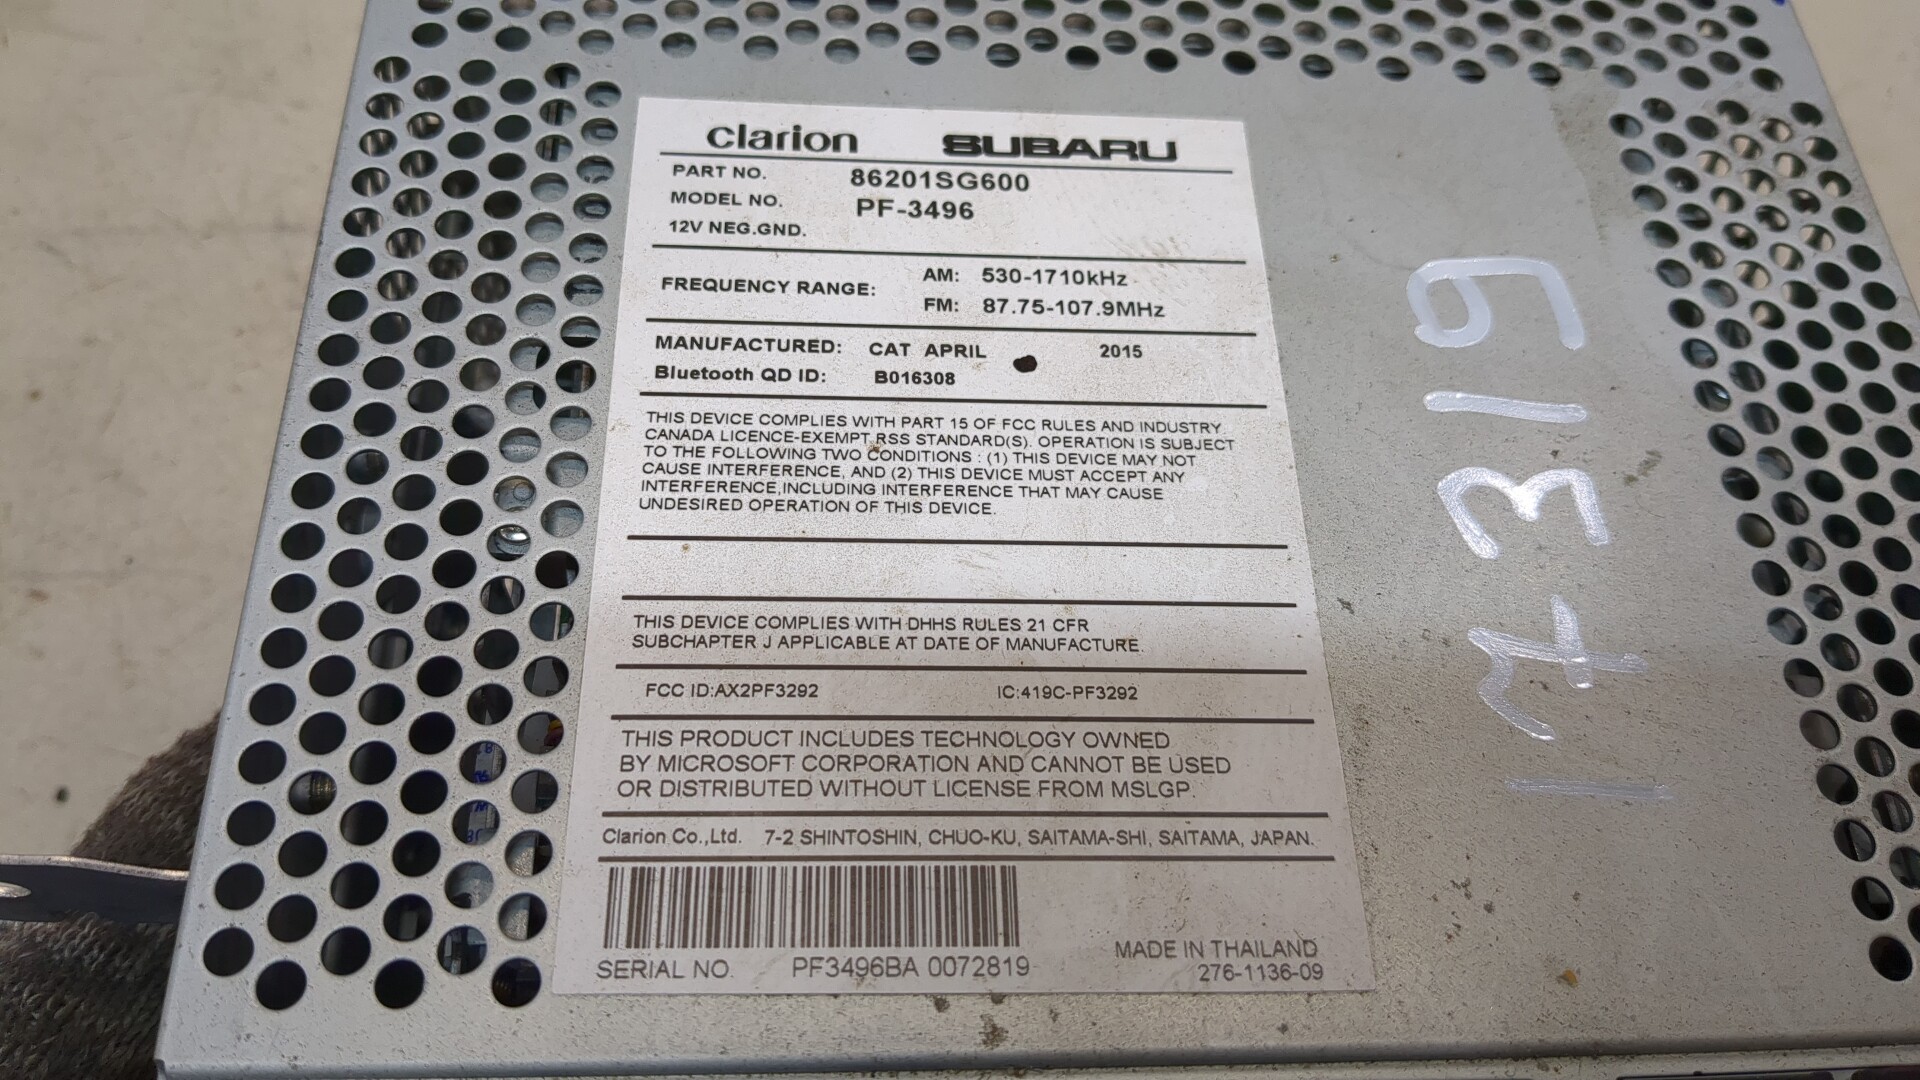 clarion SUBARU
PART NO. 86201SG600
MODEL NO. PF-3496
12V NEG.GND.
FREQUENCY RANGE: AM: 530-1710kHz
FM: 87.75-107.9MHz
MANUFACTURED: CAT APRIL 2015
Bluetooth QD ID: B016308
THIS DEVICE COMPLIES WITH PART 15 OF FCC RULES AND INDUSTRY
CANADA LICENCE-EXEMPT RSS STANDARD(S). OPERATION IS SUBJECT
TO THE FOLLOWING TWO CONDITIONS : (1) THIS DEVICE MAY NOT
CAUSE INTERFERENCE, AND (2) THIS DEVICE MUST ACCEPT ANY
INTERFERENCE,INCLUDING INTERFERENCE THAT MAY CAUSE
UNDESIRED OPERATION OF THIS DEVICE.
THIS DEVICE COMPLIES WITH DHHS RULES 21 CFR
SUBCHAPTER J APPLICABLE AT DATE OF MANUFACTURE.
FCC ID:AX2PF3292 IC:419C-PF3292
THIS PRODUCT INCLUDES TECHNOLOGY OWNED
BY MICROSOFT CORPORATION AND CANNOT BE USED
OR DISTRIBUTED WITHOUT LICENSE FROM MSLGP.
Clarion Co.,Ltd. 7-2 SHINTOSHIN, CHUO-KU, SAITAMA-SHI, SAITAMA, JAPAN.
MADE IN THAILAND
SERIAL NO. PF3496BA 0072819 276-1136-09
17319